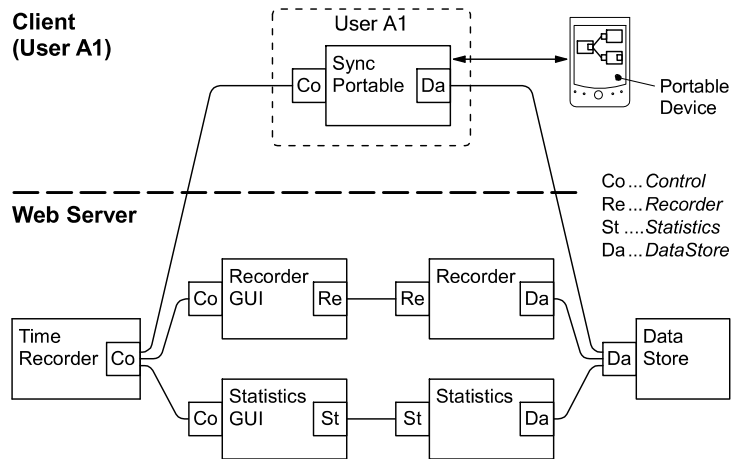 Client
(User A1)
User A1
Sync
Portable
Co
Da
Portable
Device
Co...Control
Re...Recorder
St ....Statistics
Da...DataStore
Web Server
Recorder
GUI
Co
Re
Recorder
Re
Da
Time
Recorder
Co
Data
Store
Da
Statistics
GUI
Co
St
Statistics
St
Da